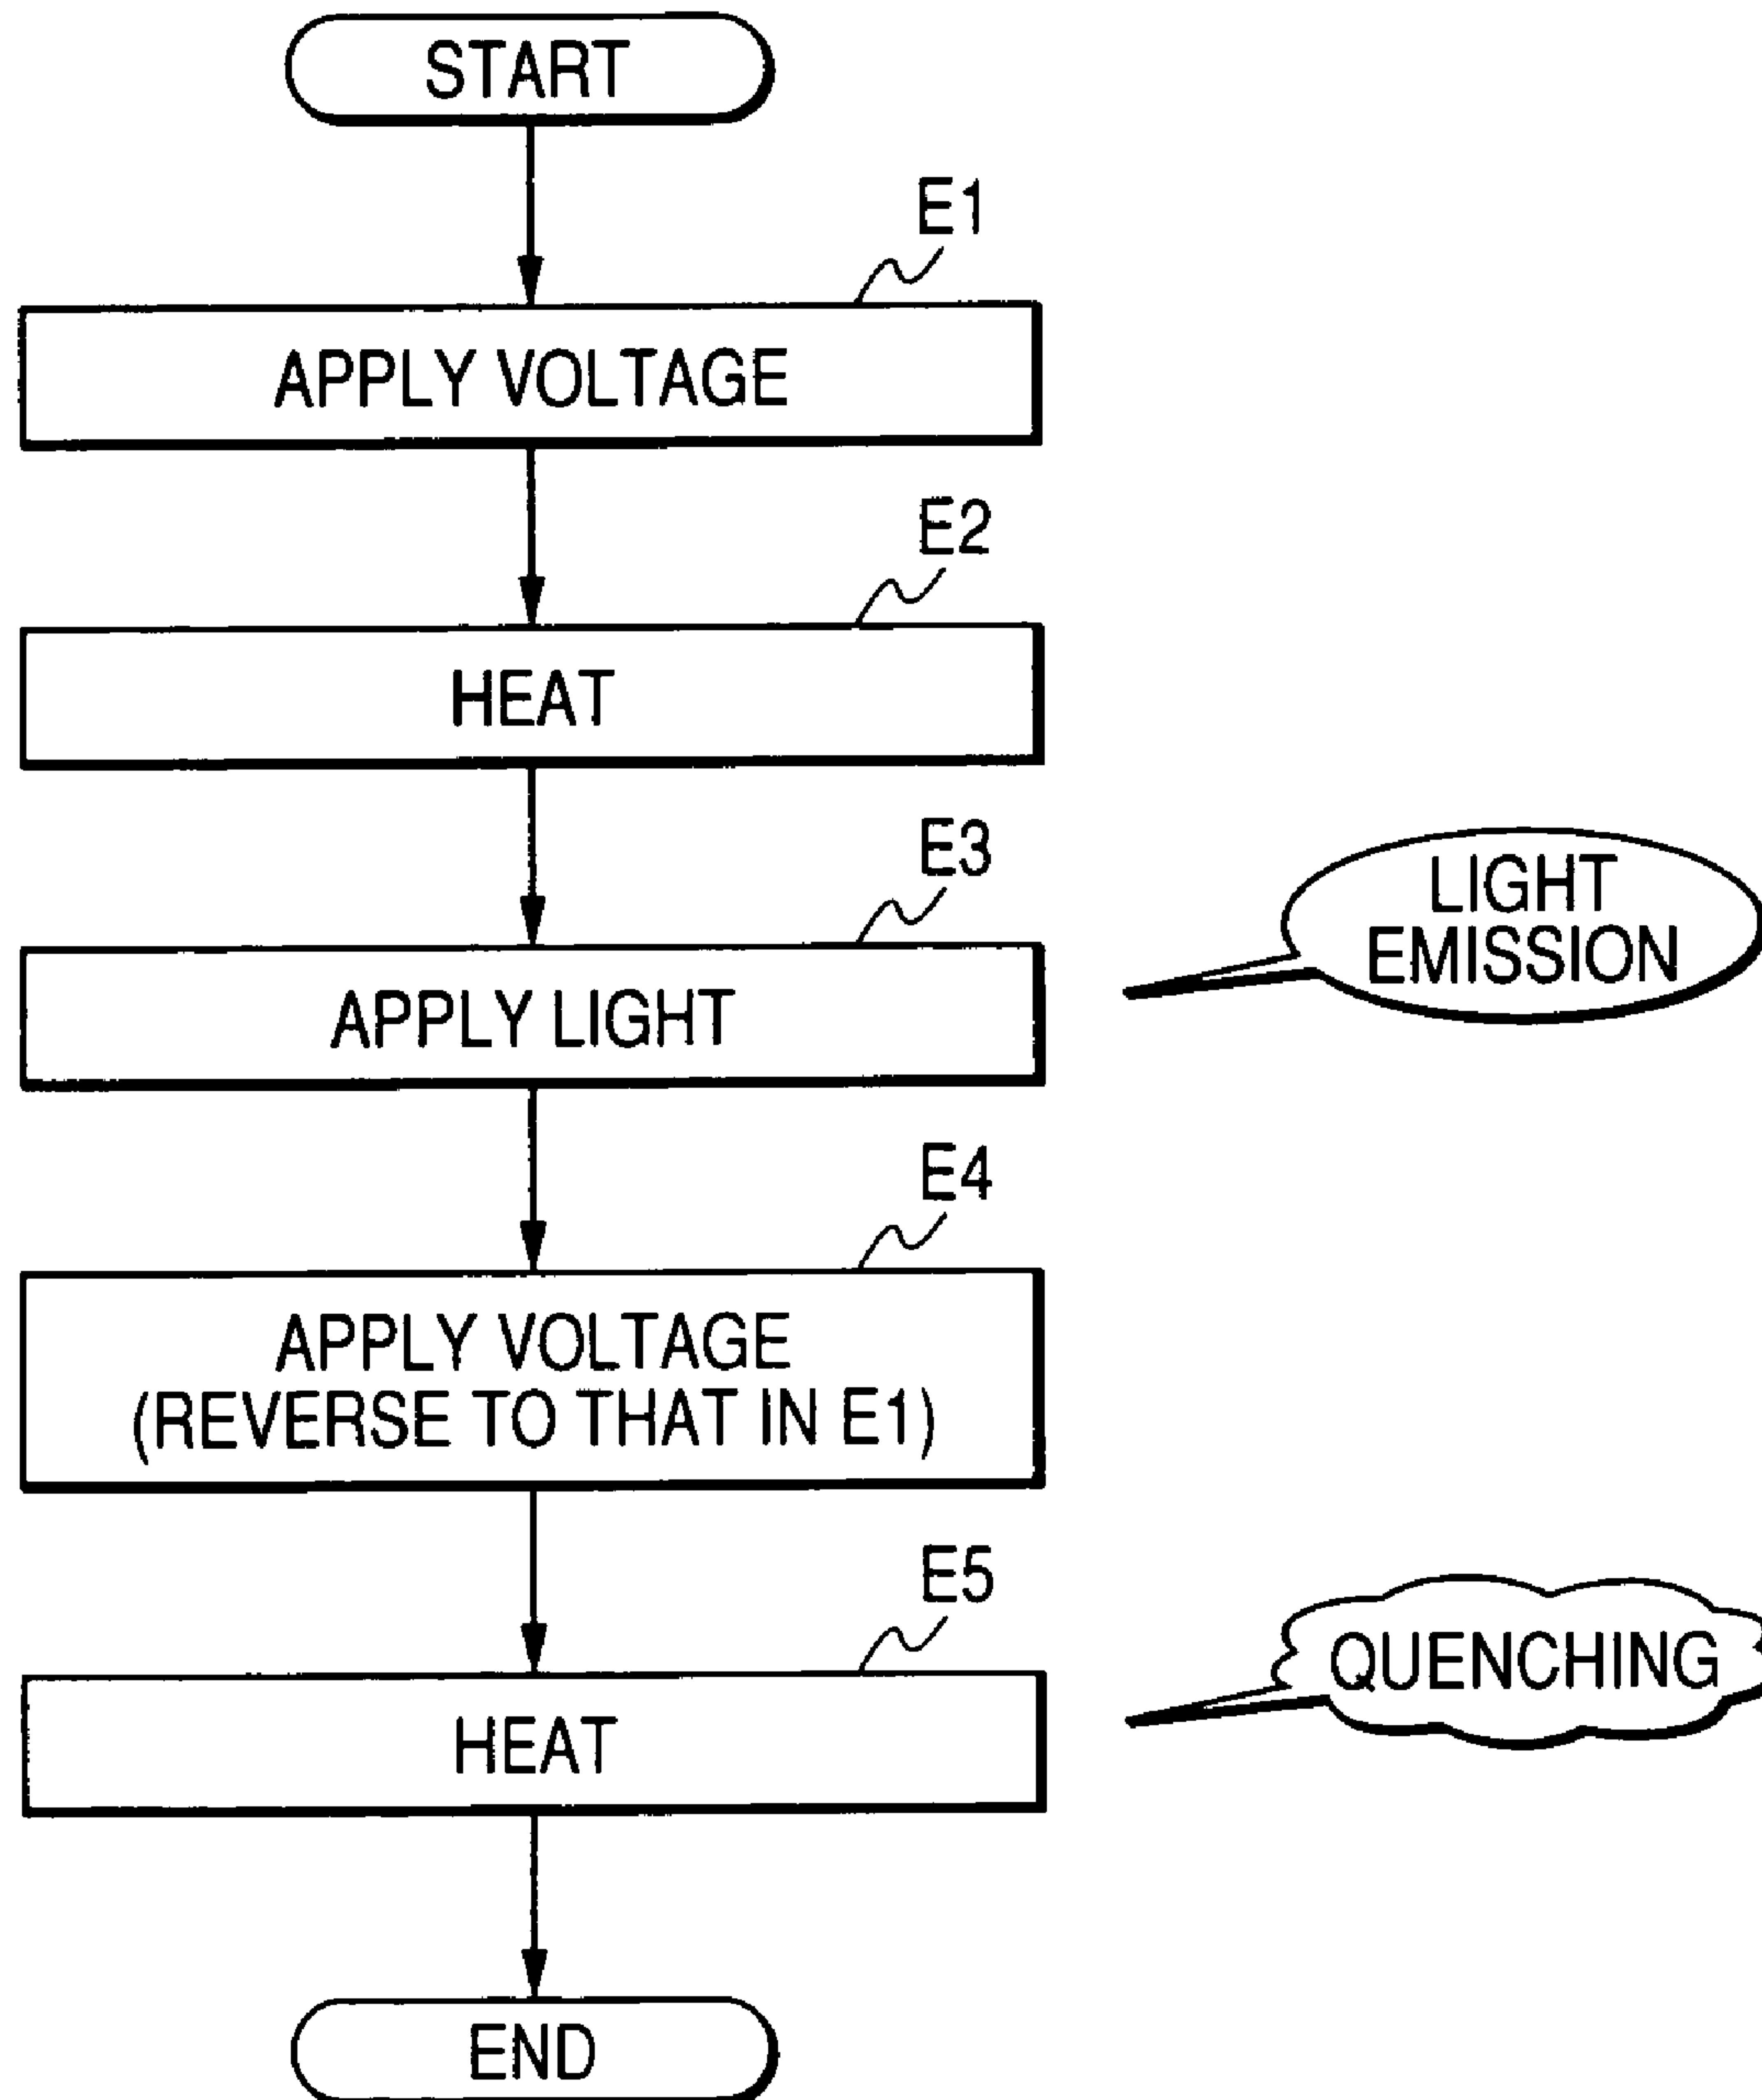 START
E1
APPLY VOLTAGE
E2
HEAT
E3
APPLY LIGHT
LIGHT
EMISSION
E4
APPLY VOLTAGE
(REVERSE TO THAT IN E1)
E5
HEAT
QUENCHING
END